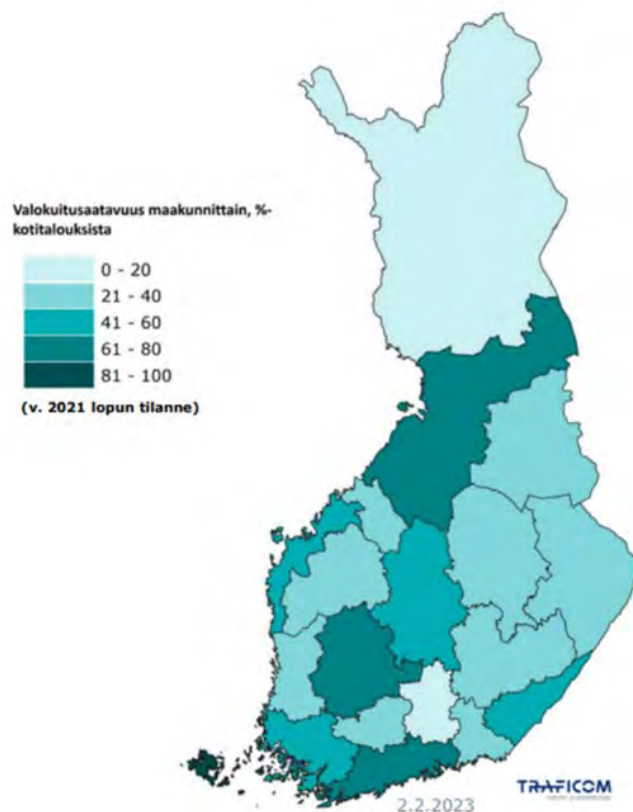 Valokuitusaatavuus maakunnittain, %-
kotitalouksista
0 - 20
21 - 40
41 - 60
61 - 80
81 - 100
(v. 2021 lopun tilanne)
TRAFICOM
2.2.2023